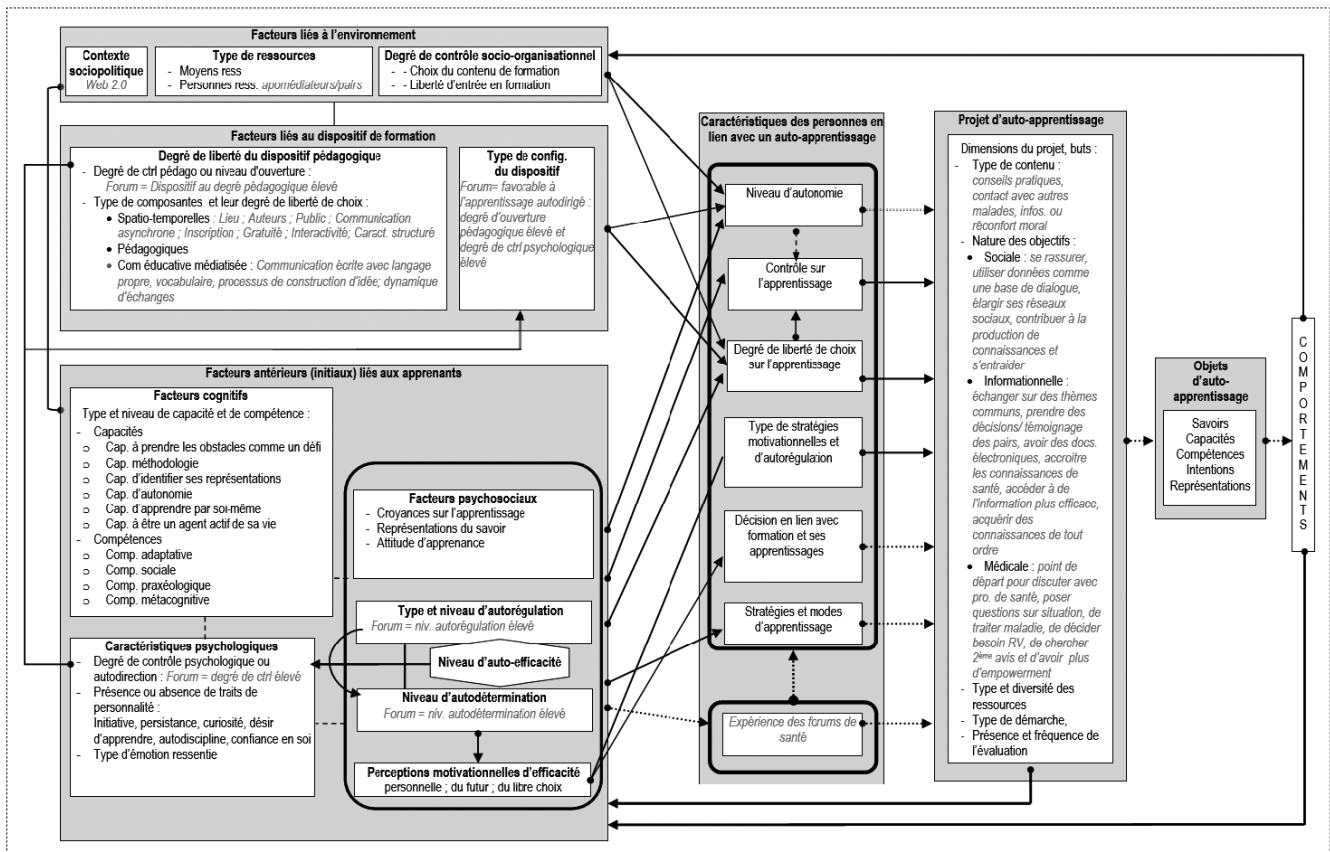 Facteurs liés à l'environnement
Contexte
sociopolitique
Web 2.0
Type de ressources
- Moyens ress
- Personnes ress. apomédiateurs/pairs
Degré de contrôle socio-organisationnel
- - Choix du contenu de formation
- - Liberté d'entrée en formation
Facteurs liés au dispositif de formation
Degré de liberté du dispositif pédagogique
- Degré de ctrl pédago ou niveau d'ouverture :
Forum = Dispositif au degré pédagogique élevé
- Type de composantes et leur degré de liberté de choix :
• Spatio-temporelles : Lieu ; Auteurs ; Public ; Communication
asynchrone ; Inscription ; Gratuité ; Interactivité; Caract. structuré
• Pédagogiques
• Com éducative médiatisée : Communication écrite avec langage
propre, vocabulaire, processus de construction d'idée; dynamique
d'échanges
Type de config.
du dispositif
Forum= favorable à
l'apprentissage autodirigé :
degré d'ouverture
pédagogique élevé et
degré de ctrl psychologique
élevé
Facteurs antérieurs (initiaux) liés aux apprenants
Facteurs cognitifs
Type et niveau de capacité et de compétence :
- Capacités
Cap. à prendre les obstacles comme un défi
Cap. méthodologie
Cap. d'identifier ses représentations
Cap. d'autonomie
Cap. d'apprendre par soi-même
Cap. à être un agent actif de sa vie
- Compétences
Comp. adaptative
Comp. sociale
Comp. praxéologique
Comp. métacognitive
Caractéristiques psychologiques
- Degré de contrôle psychologique ou
autodirection : Forum = degré de ctrl élevé
- Présence ou absence de traits de
personnalité :
Initiative, persistance, curiosité, désir
d'apprendre, autodiscipline, confiance en soi
- Type d'émotion ressentie
Facteurs psychosociaux
- Croyances sur l'apprentissage
- Représentations du savoir
- Attitude d'apprenance
Type et niveau d'autorégulation
Forum = niv. autorégulation élevé
Niveau d'auto-efficacité
Niveau d'autodétermination
Forum = niv. autodétermination élevé
Perceptions motivationnelles d'efficacité
personnelle ; du futur ; du libre choix
Caractéristiques des personnes en
lien avec un auto-apprentissage
Niveau d'autonomie
Contrôle sur
l'apprentissage
Degré de liberté de choix
sur l'apprentissage
Type de stratégies
motivationnelles et
d'autorégulation
Décision en lien avec
formation et ses
apprentissages
Stratégies et modes
d'apprentissage
Expérience des forums de
santé
Projet d'auto-apprentissage
Dimensions du projet, buts :
- Type de contenu :
conseils pratiques,
contact avec autres
malades, infos. ou
réconfort moral
- Nature des objectifs :
• Sociale : se rassurer,
utiliser données comme
une base de dialogue,
élargir ses réseaux
sociaux, contribuer à la
production de
connaissances et
s'entraider
• Informationnelle :
échanger sur des thèmes
communs, prendre des
décisions/ témoignage
des pairs, avoir des docs.
électroniques, accroitre
les connaissances de
santé, accéder à de
l'information plus efficace,
acquérir des
connaissances de tout
ordre
• Médicale : point de
départ pour discuter avec
pro. de santé, poser
questions sur situation, de
traiter maladie, de décider
besoin RV, de chercher
2ème avis et d'avoir plus
d'empowerment
- Type et diversité des
ressources
- Type de démarche,
- Présence et fréquence de
l'évaluation
Objets
d'auto-
apprentissage
Savoirs
Capacités
Compétences
Intentions
Représentations
COMPORTEMENTS